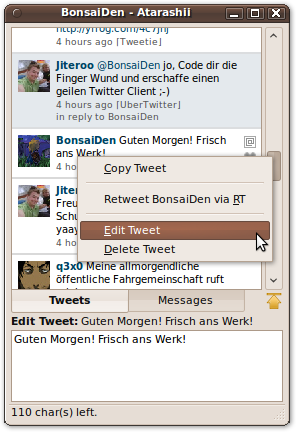 BonsaiDen - Atarashii
http://yfrog.com/4c7jhj
4 hours ago [Tweetie]
Jiteroo @BonsaiDen jo, Code dir die
Finger Wund und erschaffe einen
geilen Twitter Client ;-)
4 hours ago [UberTwitter]
in reply to BonsaiDen
BonsaiDen Guten Morgen! Frisch
ans Werk!
4 h
Copy Tweet
Retweet BonsaiDen via RT
Edit Tweet
Delete Tweet
Jiter
Freu
Schu
yaay
4 ho
q3x0 Meine allmorgendliche
öffentliche Fahrgemeinschaft ruft
Tweets
Messages
Edit Tweet: Guten Morgen! Frisch ans Werk!
Guten Morgen! Frisch ans Werk!
110 char(s) left.